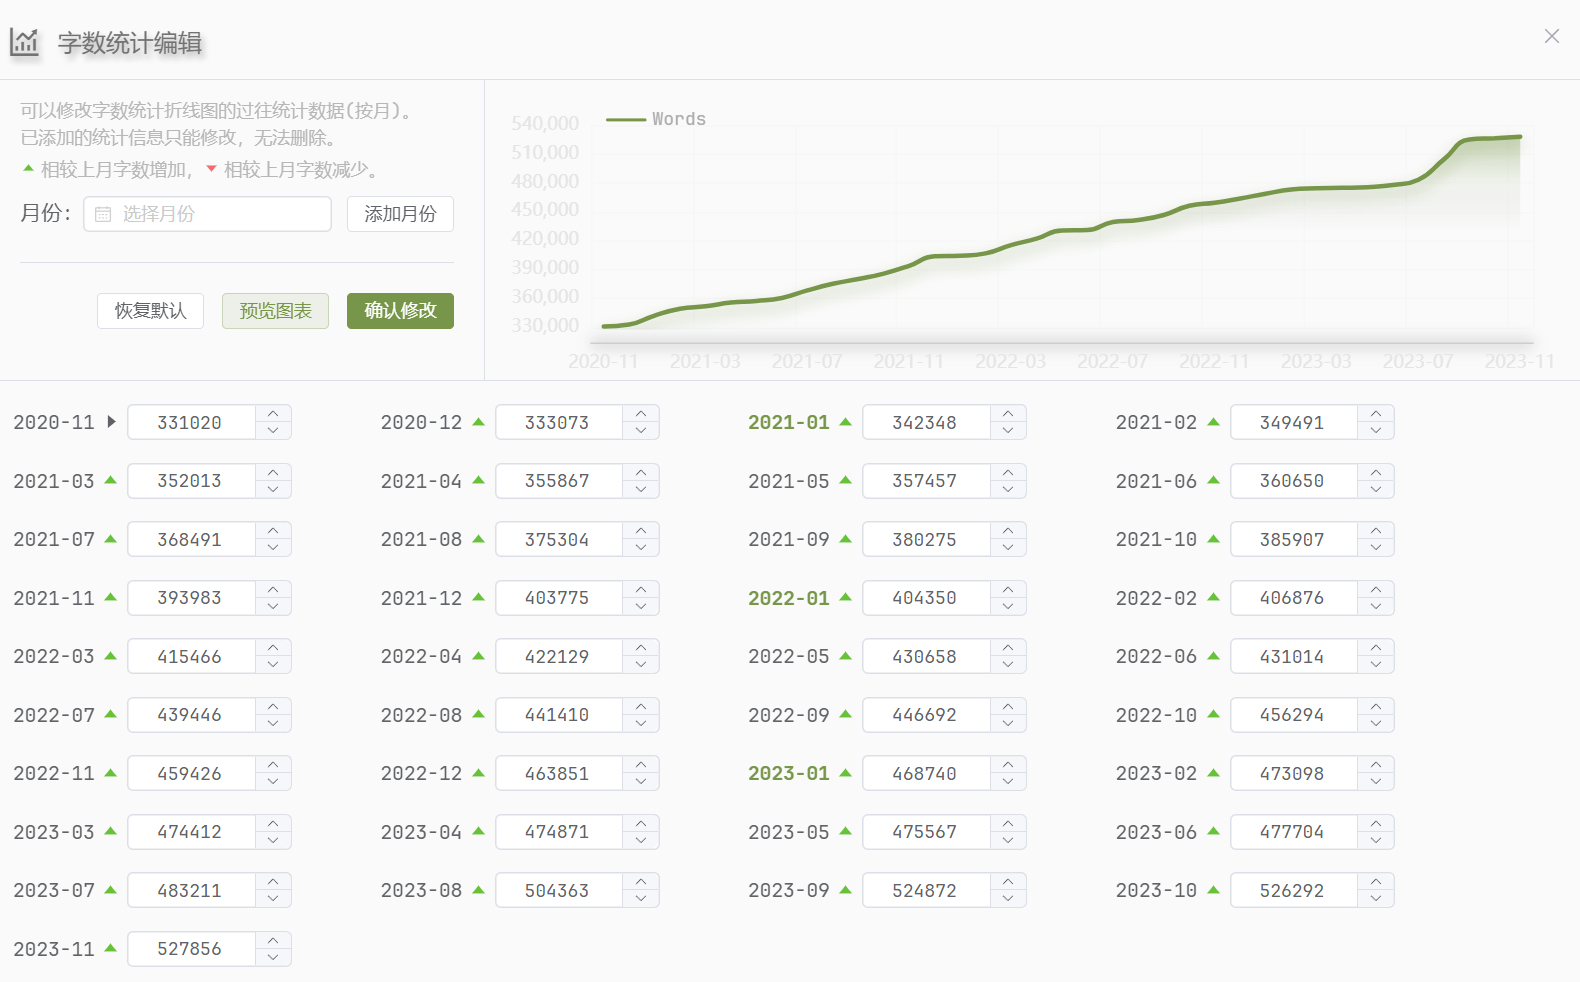 字数统计编辑
可以修改字数统计折线图的过往统计数据(按月)。
已添加的统计信息只能修改，无法删除。
相较上月字数增加， 相较上月字数减少。
月份： 选择月份 添加月份
恢复默认 预览图表 确认修改
Words
540,000
510,000
480,000
450,000
420,000
390,000
360,000
330,000
2020-11 2021-03 2021-07 2021-11 2022-03 2022-07 2022-11 2023-03 2023-07 2023-11
2020-11 331020 2020-12 333073 2021-01 342348 2021-02 349491
2021-03 352013 2021-04 355867 2021-05 357457 2021-06 360650
2021-07 368491 2021-08 375304 2021-09 380275 2021-10 385907
2021-11 393983 2021-12 403775 2022-01 404350 2022-02 406876
2022-03 415466 2022-04 422129 2022-05 430658 2022-06 431014
2022-07 439446 2022-08 441410 2022-09 446692 2022-10 456294
2022-11 459426 2022-12 463851 2023-01 468740 2023-02 473098
2023-03 474412 2023-04 474871 2023-05 475567 2023-06 477704
2023-07 483211 2023-08 504363 2023-09 524872 2023-10 526292
2023-11 527856